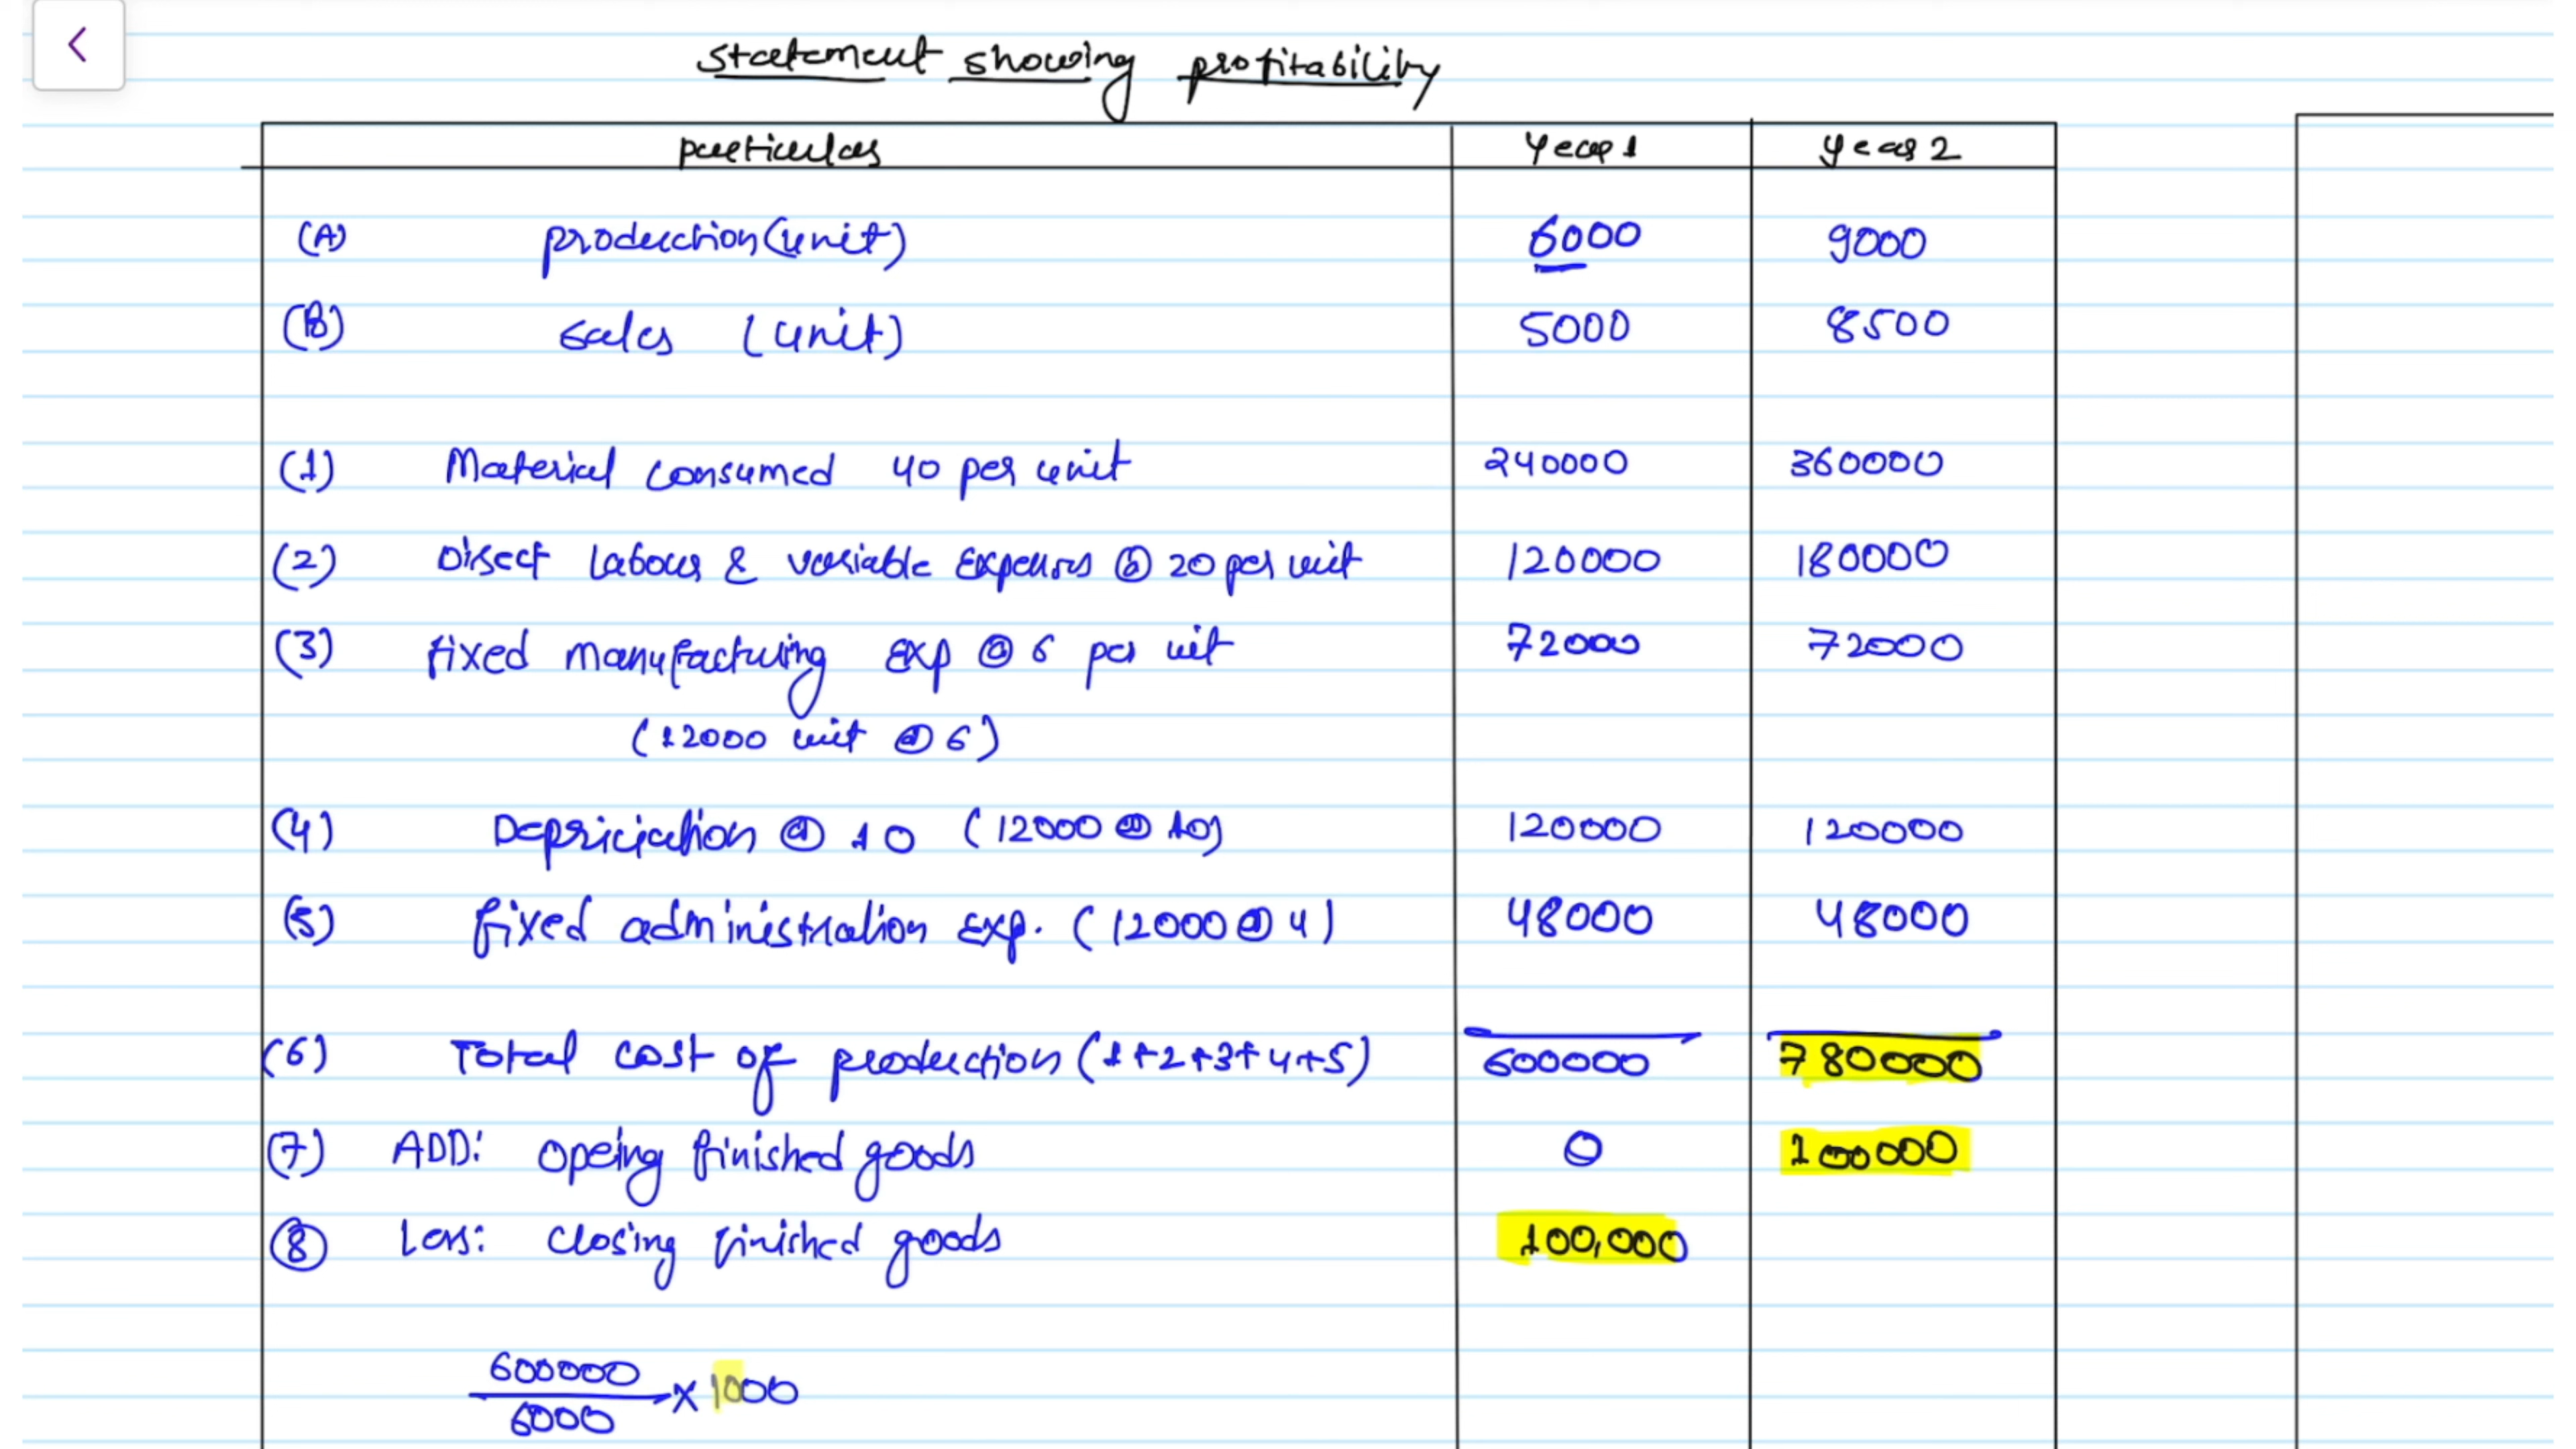 statement showing profitability
particulars Year 1 Year 2
(A) production (unit) 6000 9000
(B) sales (unit) 5000 8500
(1) Material consumed 40 per unit 240000 360000
(2) Direct labour & variable Expenses @ 20 per unit 120000 180000
(3) fixed manufacturing Exp @ 6 per uit 72000 72000
(12000 unit @ 6)
(4) Depriciation @ 10 (12000 @ 10) 120000 120000
(5) fixed administration Exp. (12000 @ 4) 48000 48000
(6) Total cost of production (1+2+3+4+5) 600000 780000
(7) ADD: Opeing finished goods 0 100000
(8) Less: closing finished goods 100,000
600000
6000 × 1000